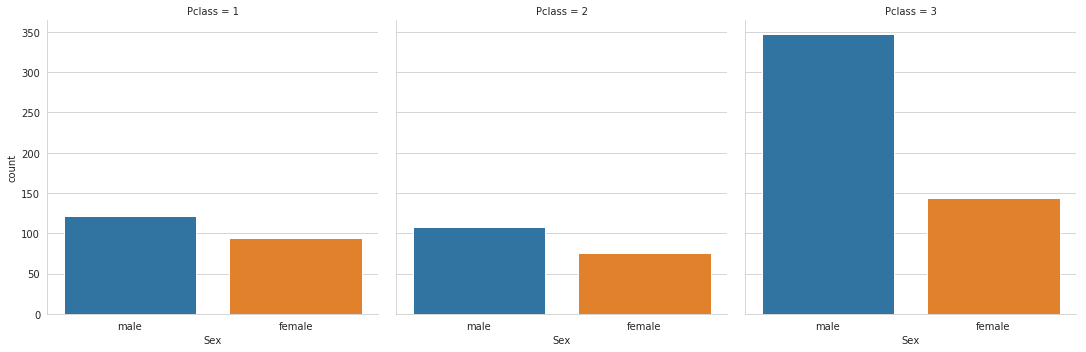 Pclass = 1 Pclass = 2 Pclass = 3
350
300
250
200
150
100
50
0
count
male female male female male female
Sex Sex Sex